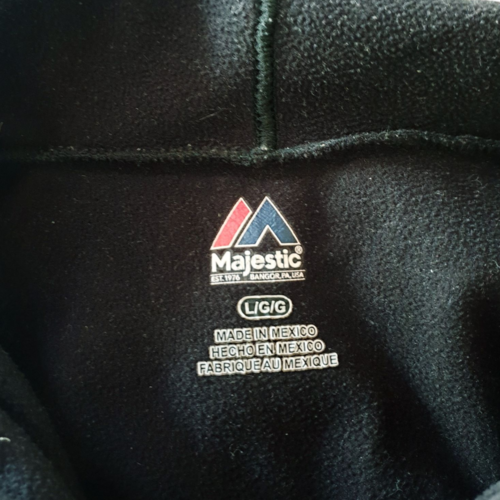 Majestic®
EST. 1976 BANGOR, PA, USA
L/G/G
MADE IN MEXICO
HECHO EN MEXICO
FABRIQUE AU MEXIQUE